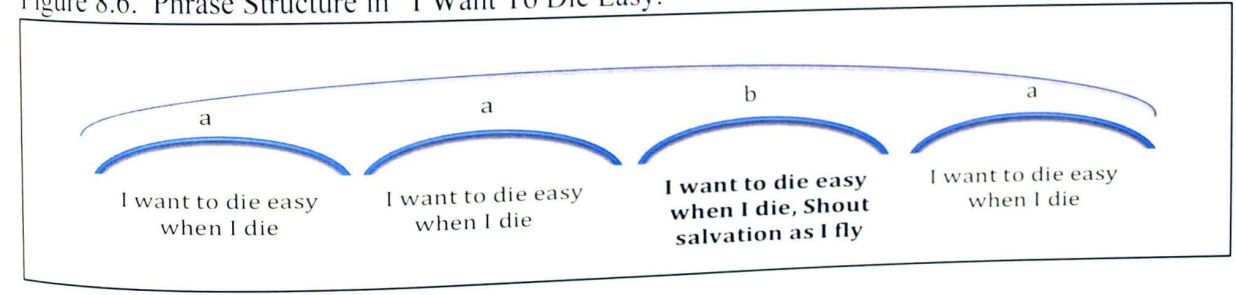 Figure 8.6. Phrase Structure in "I Want To Die Easy."
a
a
b
a
I want to die easy
when I die
I want to die easy
when I die
I want to die easy
when I die, Shout
salvation as I fly
I want to die easy
when I die